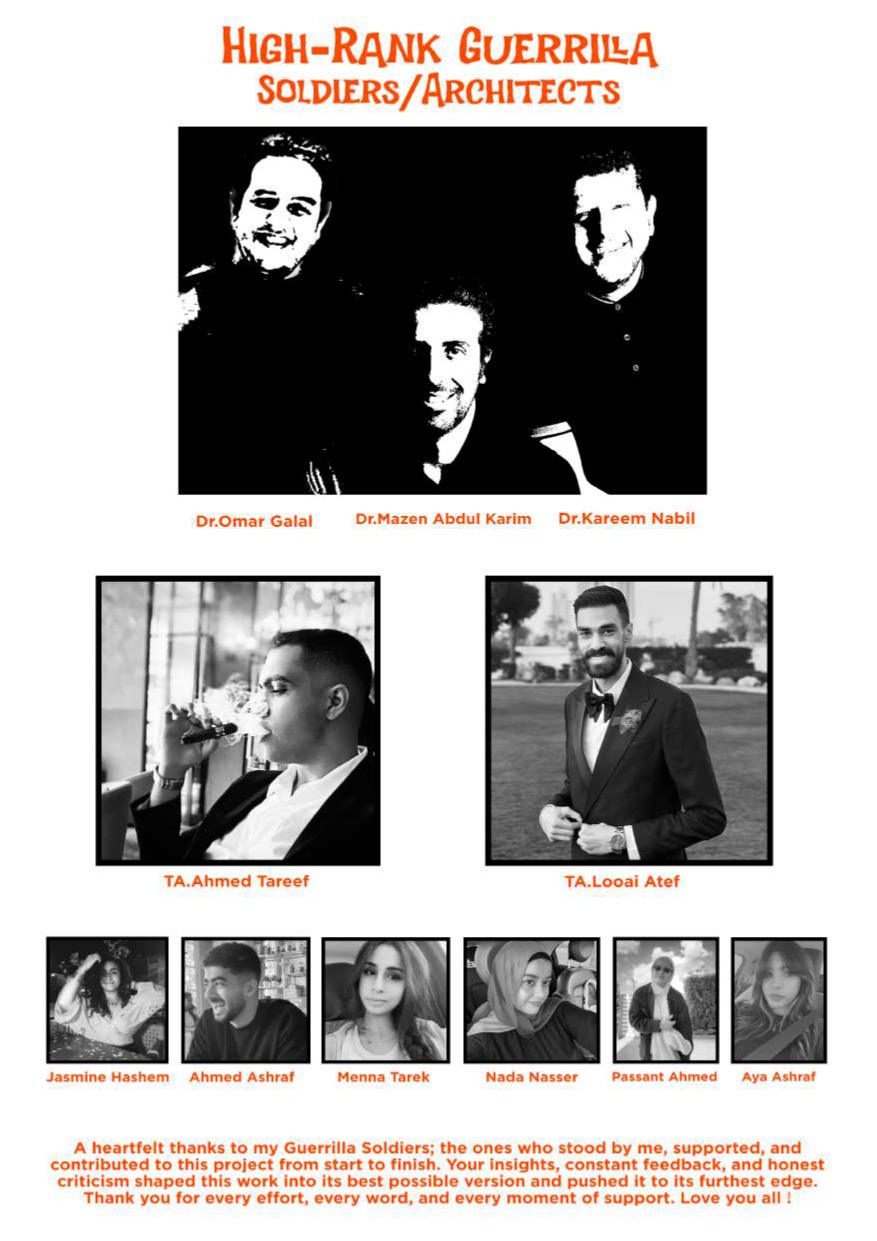 High-Rank Guerrilla
Soldiers/Architects
Dr.Omar Galal Dr.Mazen Abdul Karim Dr.Kareem Nabil
TA.Ahmed Tareef TA.Looai Atef
Jasmine Hashem Ahmed Ashraf Menna Tarek Nada Nasser Passant Ahmed Aya Ashraf
A heartfelt thanks to my Guerrilla Soldiers; the ones who stood by me, supported, and
contributed to this project from start to finish. Your insights, constant feedback, and honest
criticism shaped this work into its best possible version and pushed it to its furthest edge.
Thank you for every effort, every word, and every moment of support. Love you all !